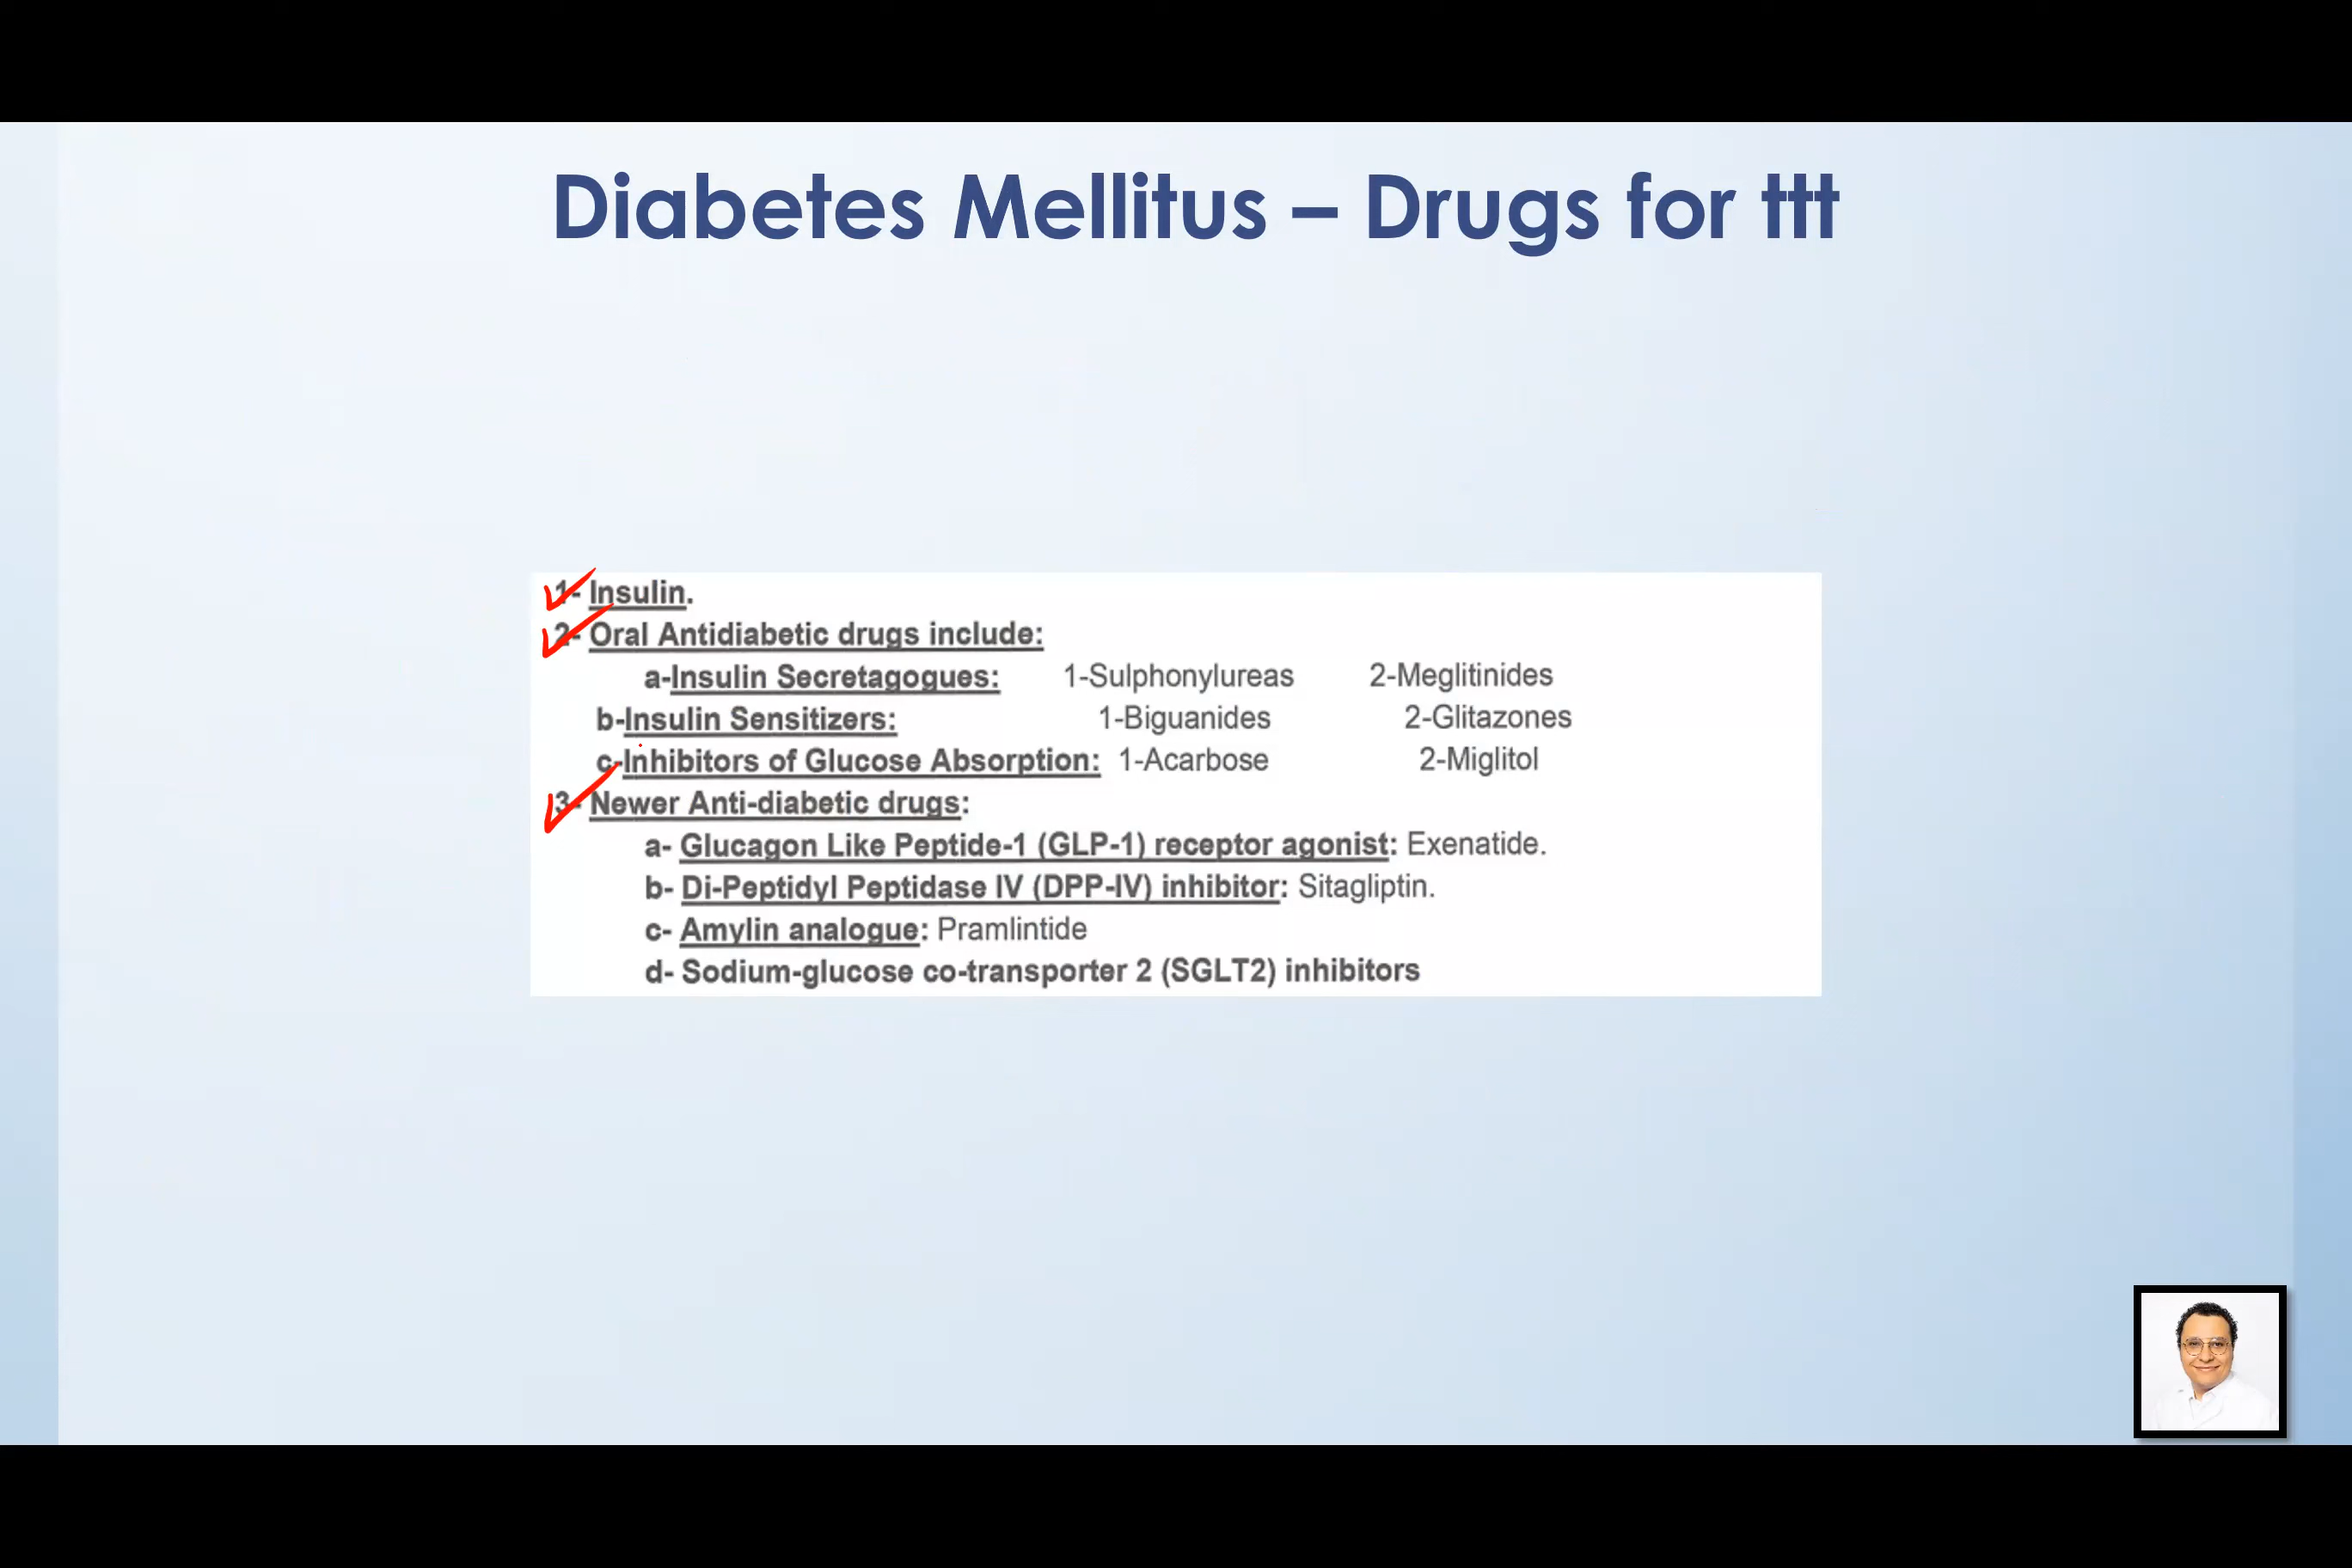 Diabetes Mellitus – Drugs for ttt
1- Insulin.
2- Oral Antidiabetic drugs include:
a-Insulin Secretagogues: 1-Sulphonylureas 2-Meglitinides
b-Insulin Sensitizers: 1-Biguanides 2-Glitazones
c-Inhibitors of Glucose Absorption: 1-Acarbose 2-Miglitol
3- Newer Anti-diabetic drugs:
a- Glucagon Like Peptide-1 (GLP-1) receptor agonist: Exenatide.
b- Di-Peptidyl Peptidase IV (DPP-IV) inhibitor: Sitagliptin.
c- Amylin analogue: Pramlintide
d- Sodium-glucose co-transporter 2 (SGLT2) inhibitors